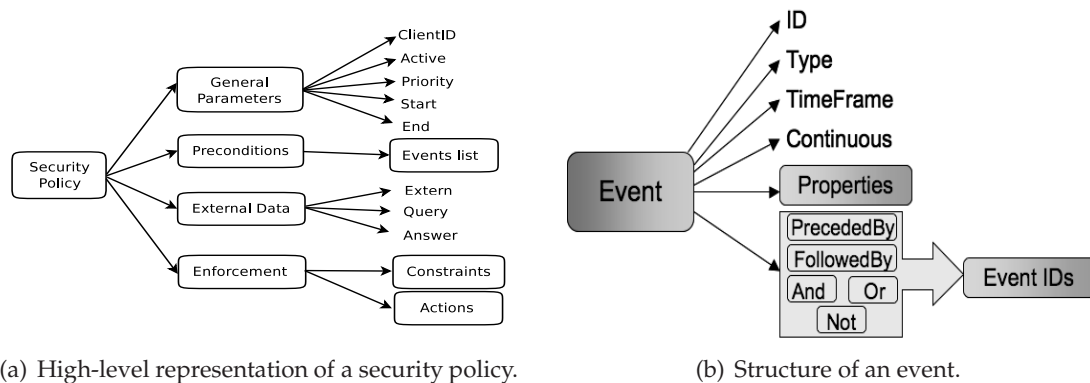 ClientID
Active
Priority
Start
End
General
Parameters
Security
Policy
Preconditions
Events list
External Data
Extern
Query
Answer
Enforcement
Constraints
Actions
(a) High-level representation of a security policy.
ID
Type
TimeFrame
Continuous
Event
Properties
PrecededBy
FollowedBy
And
Or
Not
Event IDs
(b) Structure of an event.